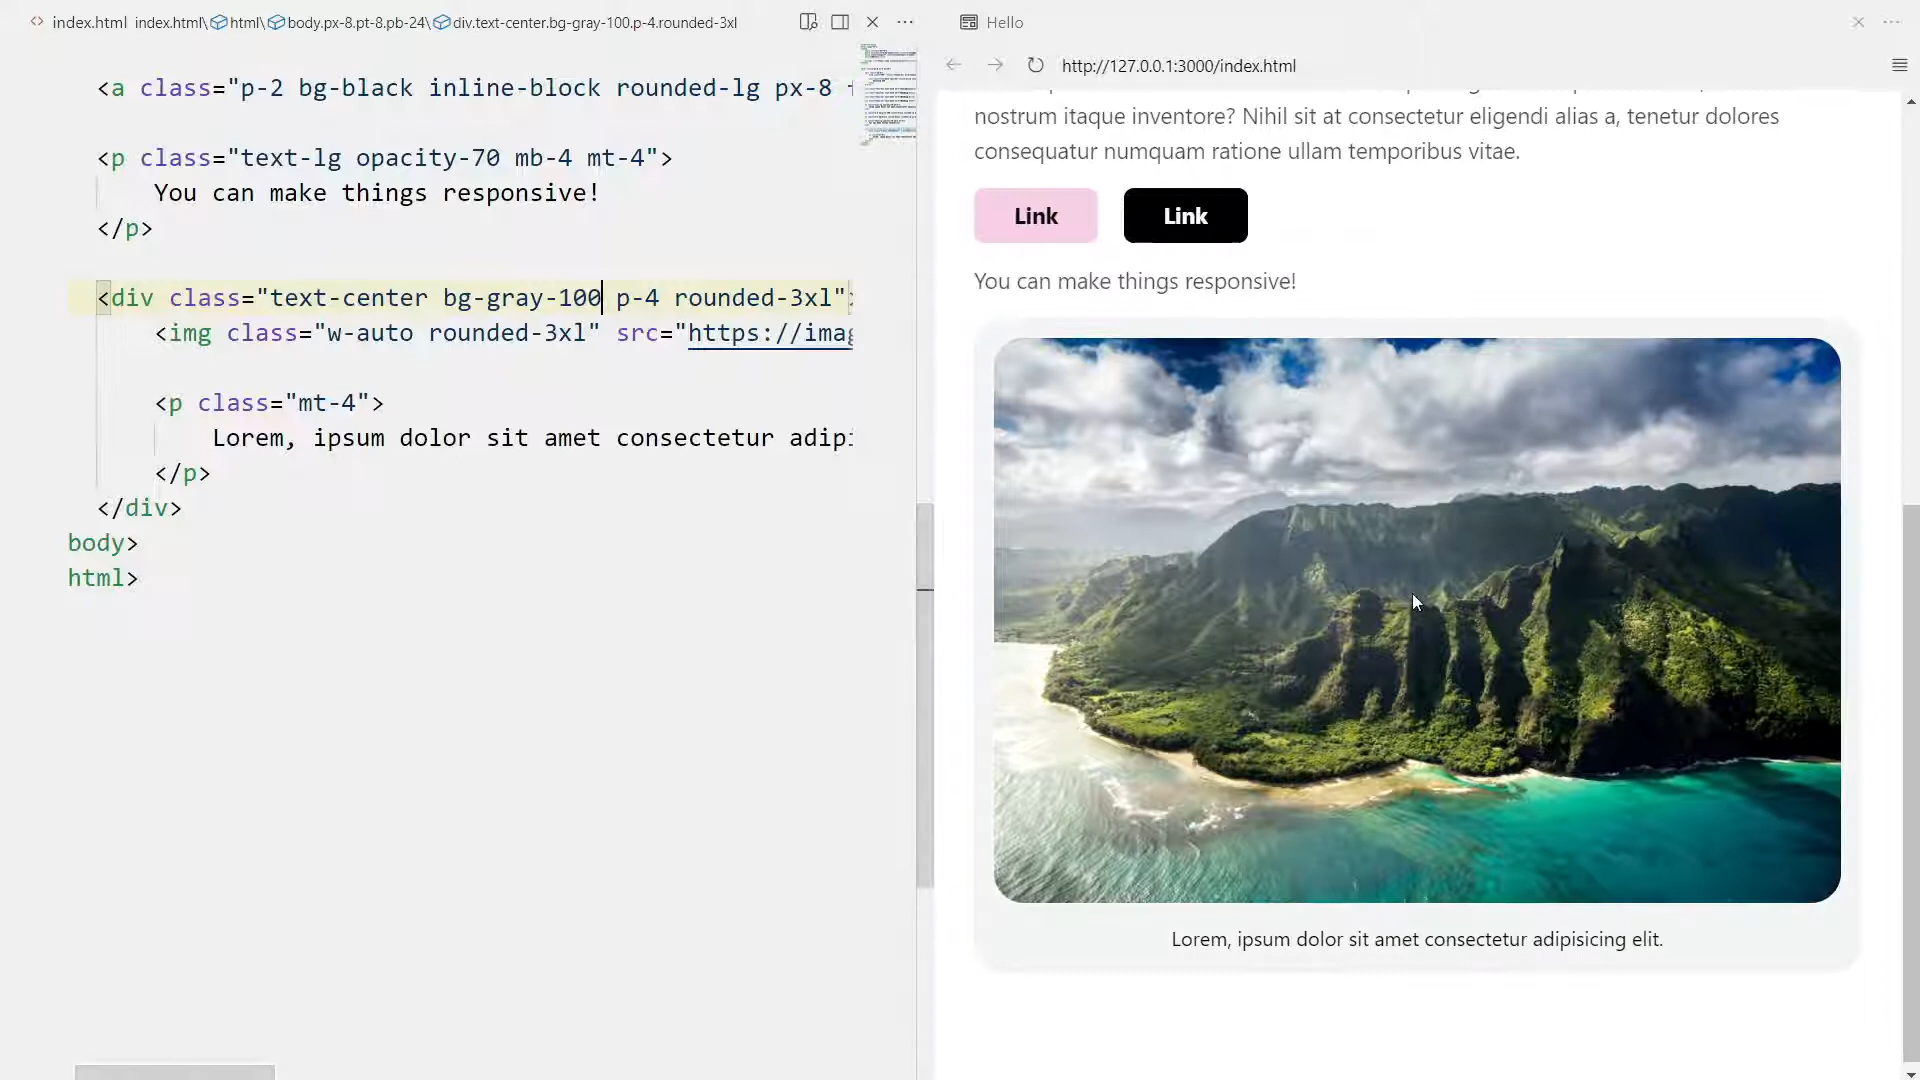 index.html index.html\html\body.px-8.pt-8.pb-24\div.text-center.bg-gray-100.p-4.rounded-3xl
<a class="p-2 bg-black inline-block rounded-lg px-8
<p class="text-lg opacity-70 mb-4 mt-4">
You can make things responsive!
</p>
<div class="text-center bg-gray-100 p-4 rounded-3xl"
<img class="w-auto rounded-3xl" src="https://imag
<p class="mt-4">
Lorem, ipsum dolor sit amet consectetur adipi
</p>
</div>
body>
html>
Hello
http://127.0.0.1:3000/index.html
nostrum itaque inventore? Nihil sit at consectetur eligendi alias a, tenetur dolores
consequatur numquam ratione ullam temporibus vitae.
Link Link
You can make things responsive!
Lorem, ipsum dolor sit amet consectetur adipisicing elit.